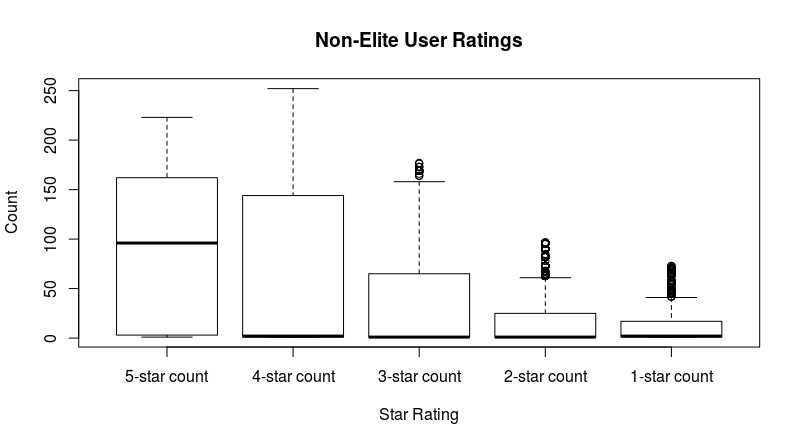 Non-Elite User Ratings
Count
250
200
150
100
50
0
5-star count 4-star count 3-star count 2-star count 1-star count
Star Rating